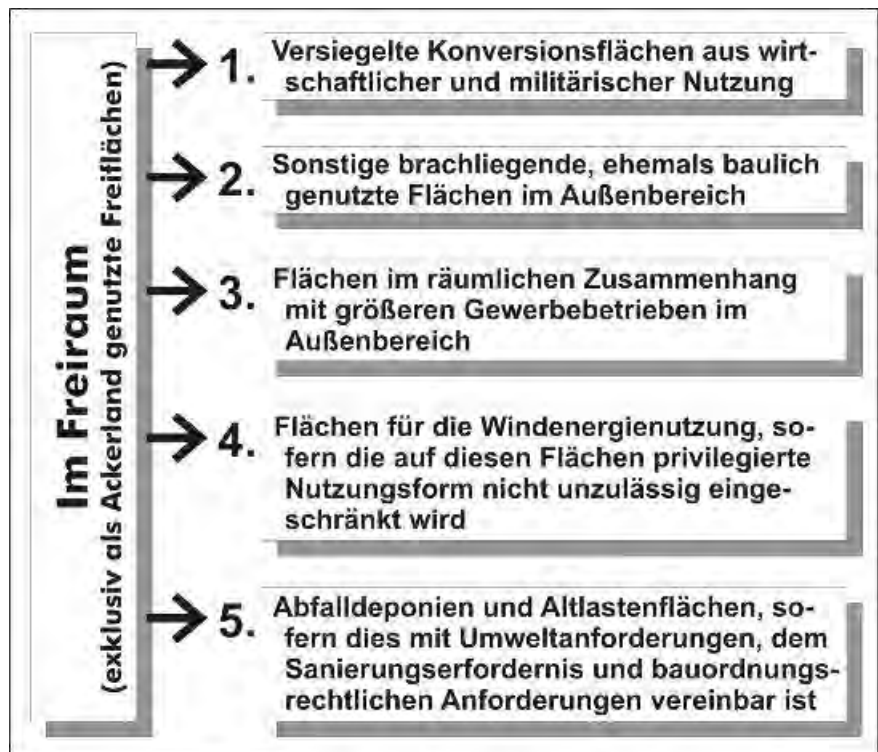 Im Freiraum
(exklusiv als Ackerland genutzte Freiflächen)
1. Versiegelte Konversionsflächen aus wirt-
schaftlicher und militärischer Nutzung
2. Sonstige brachliegende, ehemals baulich
genutzte Flächen im Außenbereich
3. Flächen im räumlichen Zusammenhang
mit größeren Gewerbebetrieben im
Außenbereich
4. Flächen für die Windenergienutzung, so-
fern die auf diesen Flächen privilegierte
Nutzungsform nicht unzulässig einge-
schränkt wird
5. Abfalldeponien und Altlastenflächen, so-
fern dies mit Umweltanforderungen, dem
Sanierungserfordernis und bauordnungs-
rechtlichen Anforderungen vereinbar ist